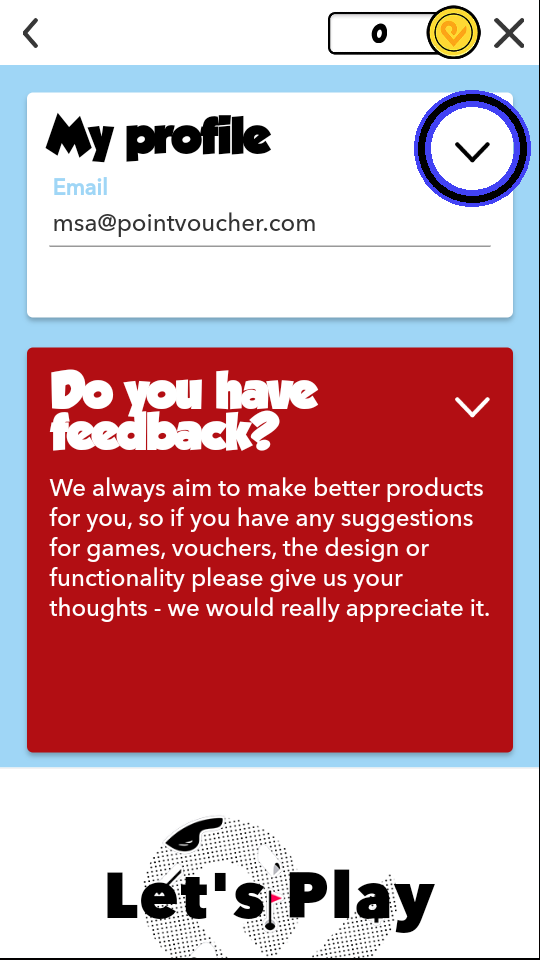 0
My profile
Email
msa@pointvoucher.com
Do you have
feedback?
We always aim to make better products
for you, so if you have any suggestions
for games, vouchers, the design or
functionality please give us your
thoughts - we would really appreciate it.
Let's Play